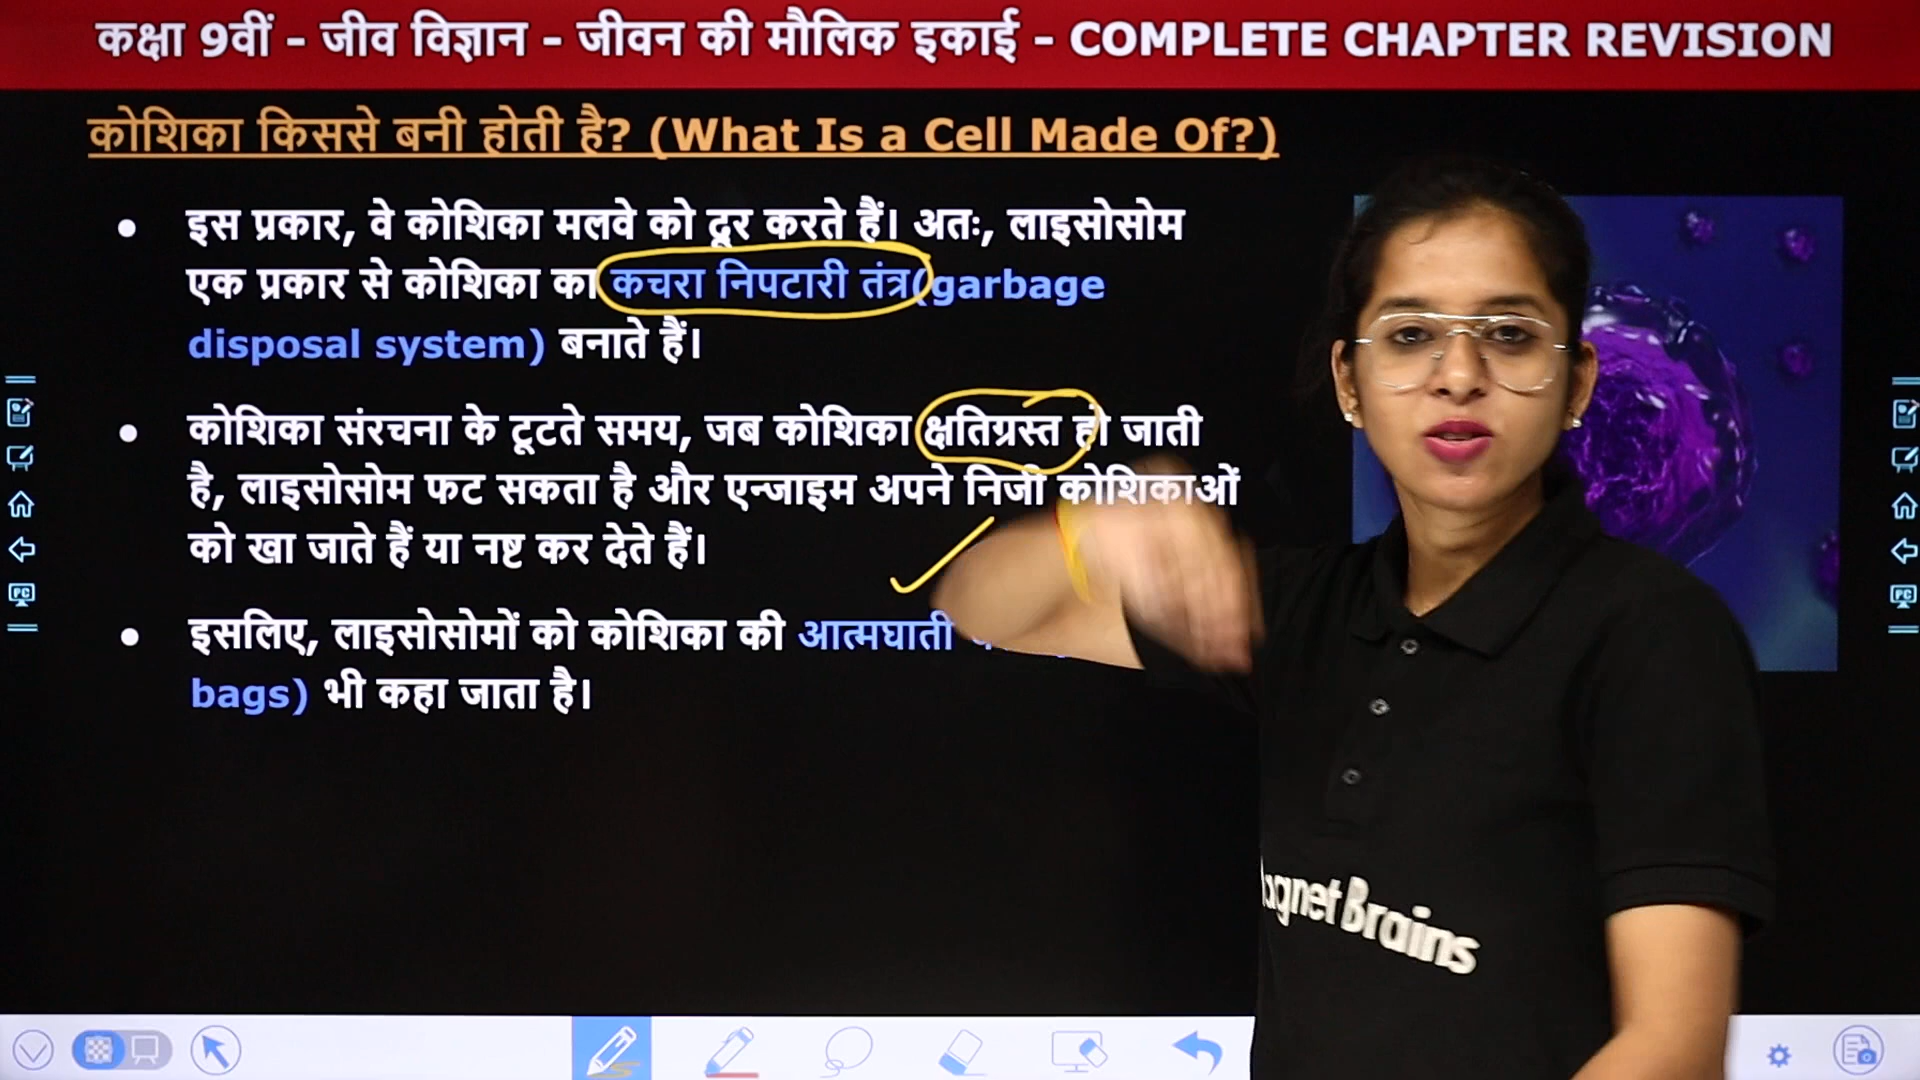 कक्षा 9वीं - जीव विज्ञान - जीवन की मौलिक इकाई - COMPLETE CHAPTER REVISION
कोशिका किससे बनी होती है? (What Is a Cell Made Of?)
• इस प्रकार, वे कोशिका मलवे को दूर करते हैं। अतः, लाइसोसोम
एक प्रकार से कोशिका का कचरा निपटारी तंत्र(garbage
disposal system) बनाते हैं।
• कोशिका संरचना के टूटते समय, जब कोशिका क्षतिग्रस्त हो जाती
है, लाइसोसोम फट सकता है और एन्जाइम अपने निजी कोशिकाओं
को खा जाते हैं या नष्ट कर देते हैं।
• इसलिए, लाइसोसोमों को कोशिका की आत्मघाती
bags) भी कहा जाता है।
Brains
PC
PC